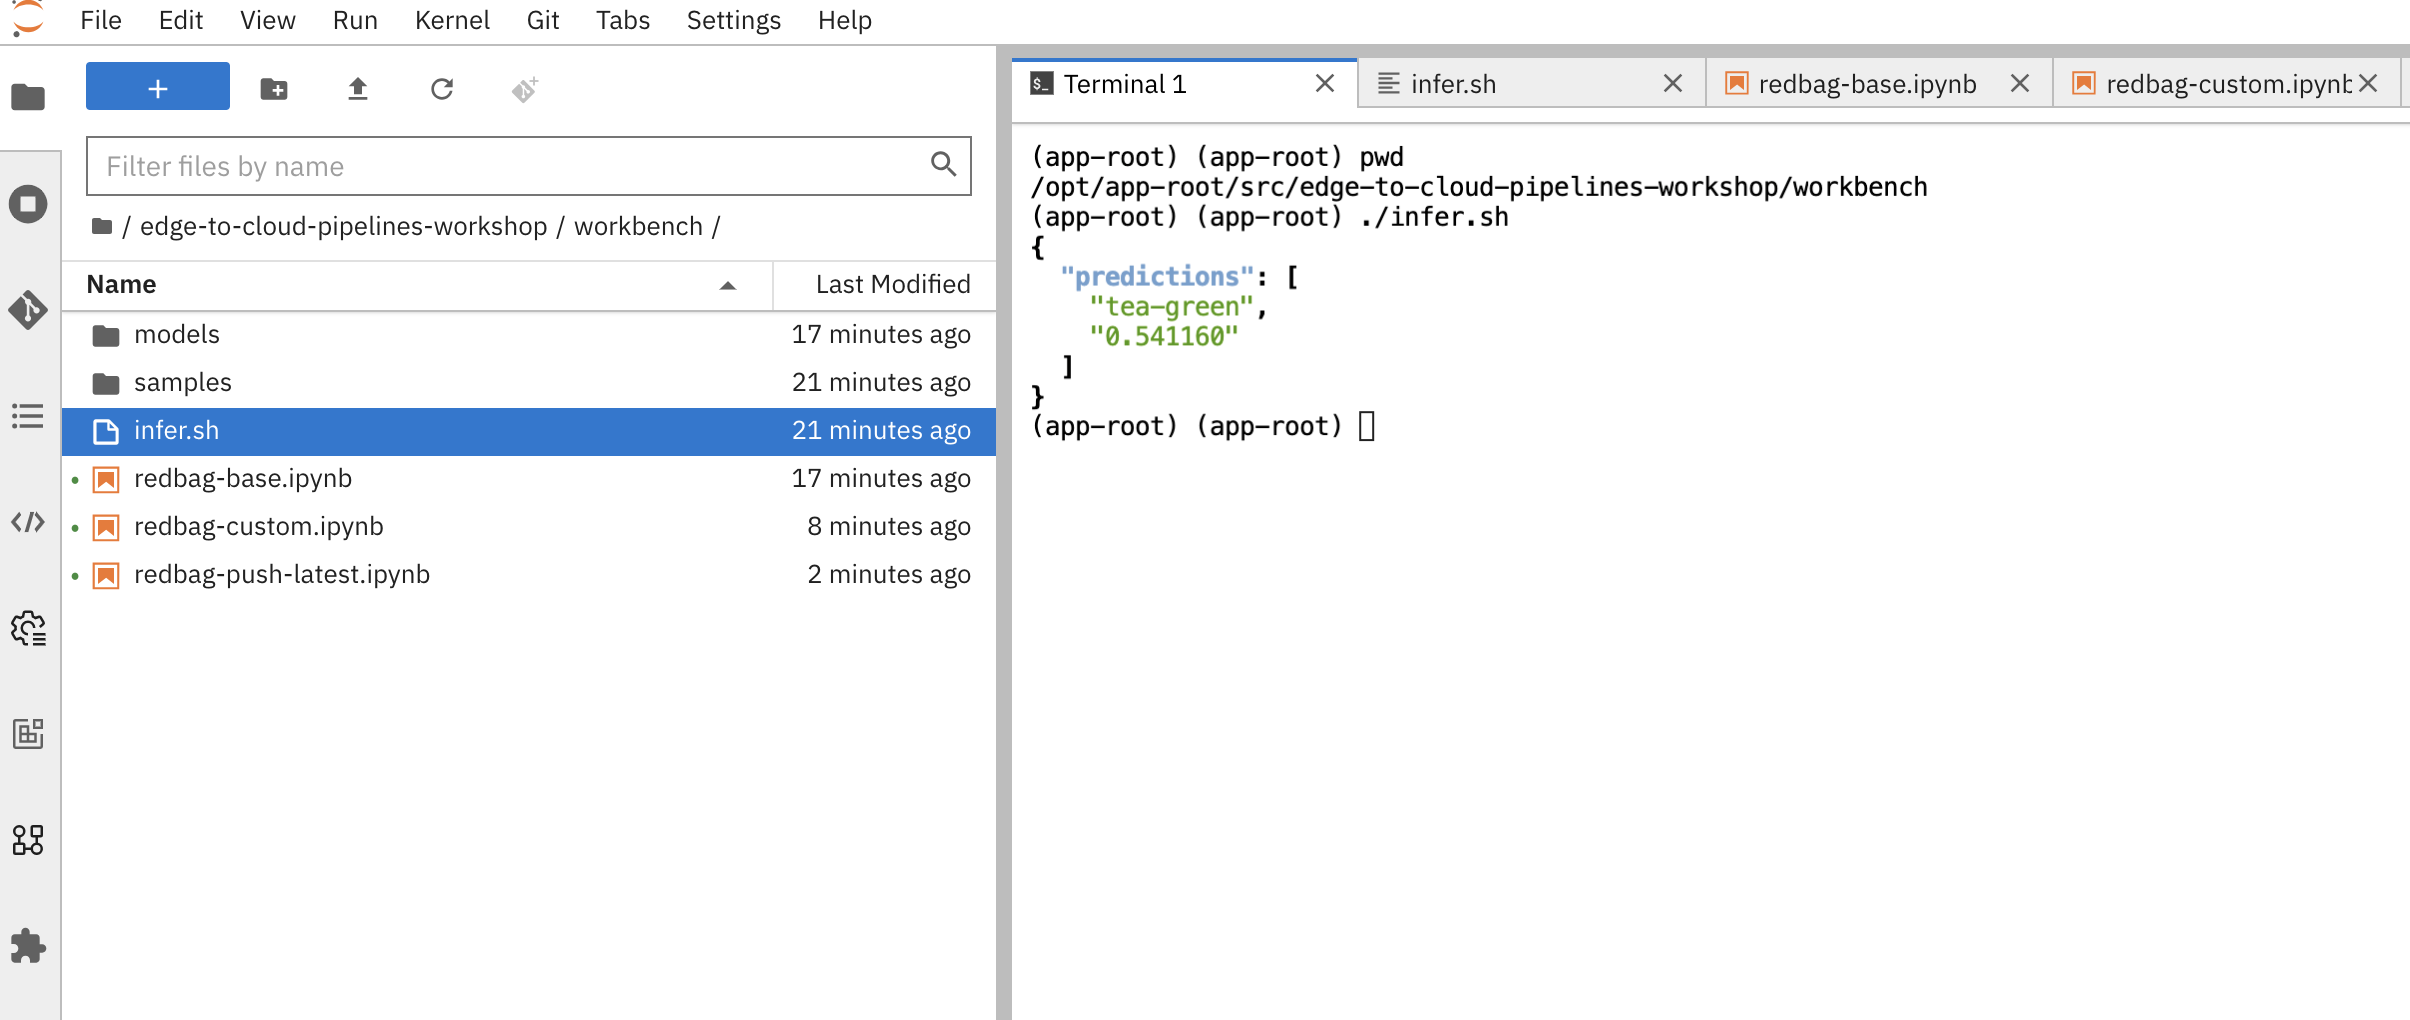 File Edit View Run Kernel Git Tabs Settings Help
Terminal 1 infer.sh redbag-base.ipynb redbag-custom.ipynb
Filter files by name
/ edge-to-cloud-pipelines-workshop / workbench /
Name Last Modified
models 17 minutes ago
samples 21 minutes ago
infer.sh 21 minutes ago
redbag-base.ipynb 17 minutes ago
redbag-custom.ipynb 8 minutes ago
redbag-push-latest.ipynb 2 minutes ago
(app-root) (app-root) pwd
/opt/app-root/src/edge-to-cloud-pipelines-workshop/workbench
(app-root) (app-root) ./infer.sh
{
  "predictions": [
    "tea-green",
    "0.541160"
  ]
}
(app-root) (app-root)